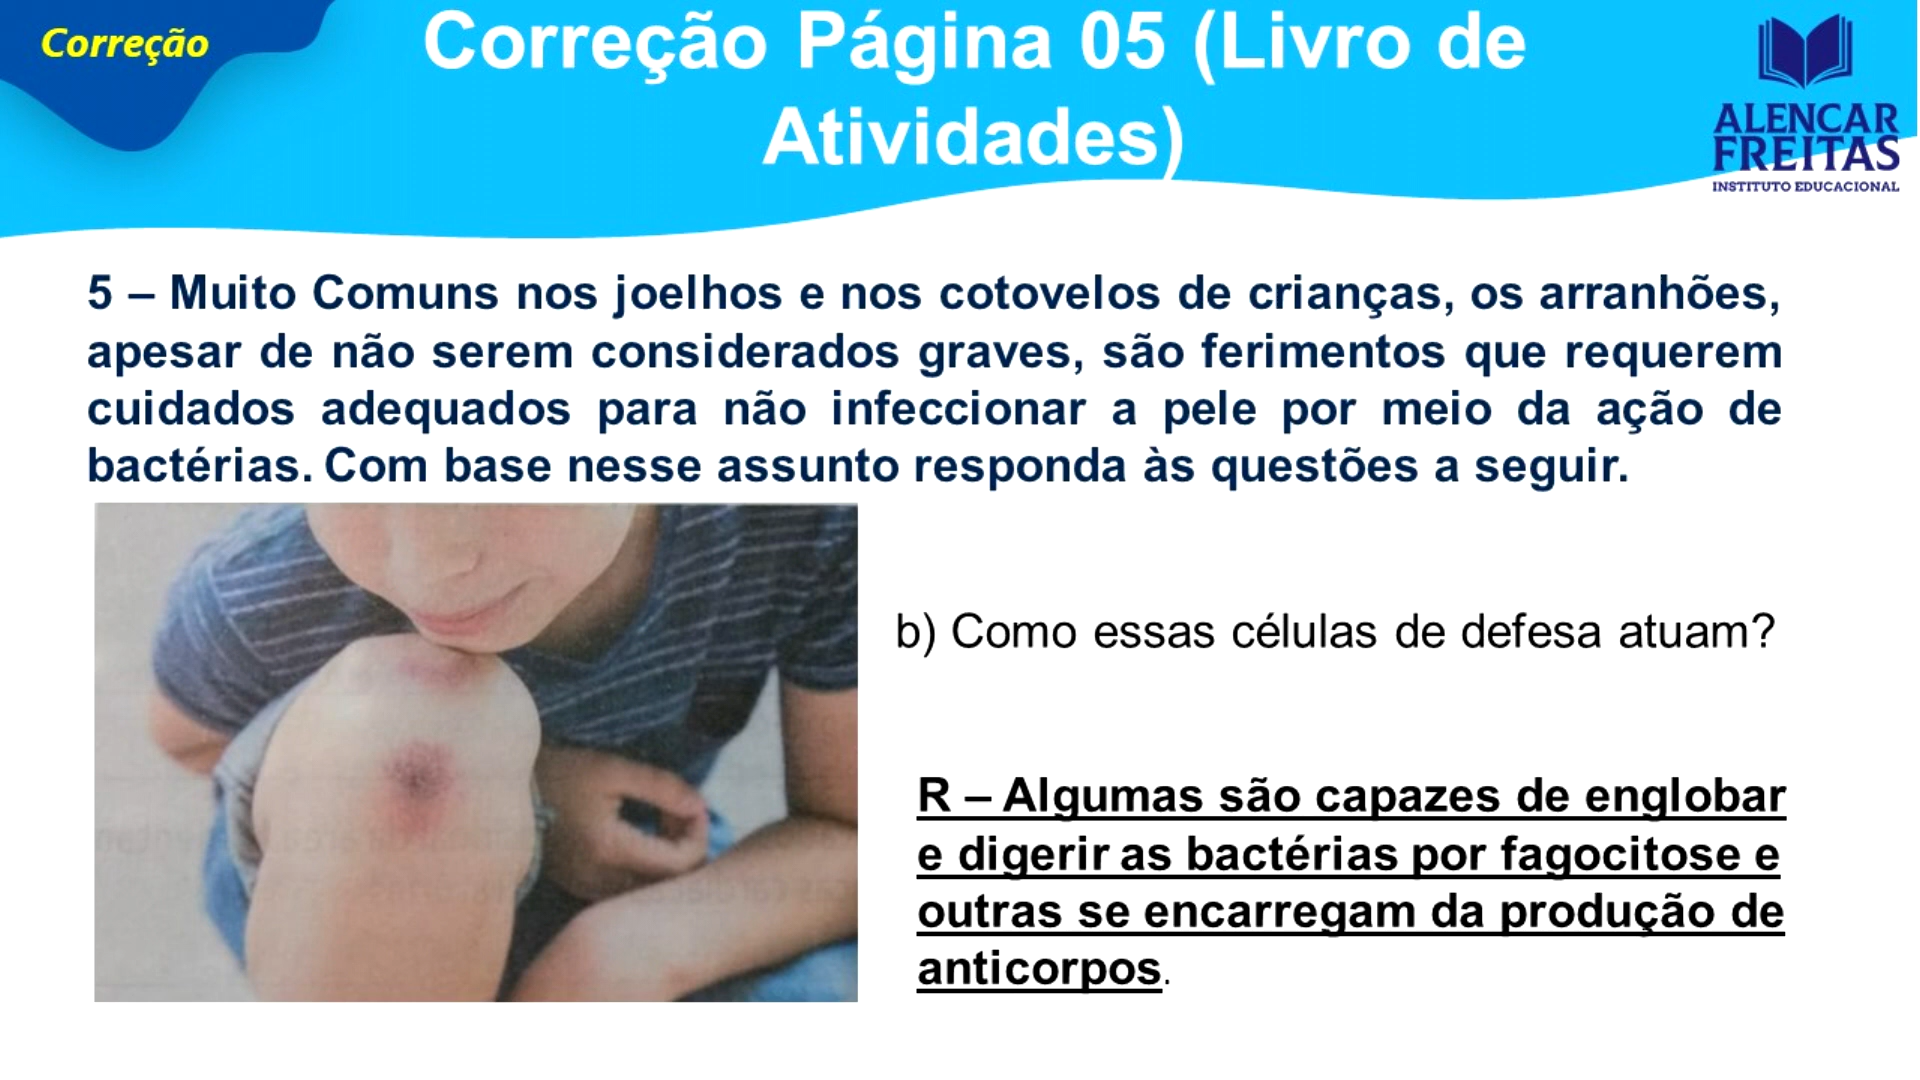 Correção
Correção Página 05 (Livro de
Atividades)
ALENCAR
FREITAS
INSTITUTO EDUCACIONAL
5 – Muito Comuns nos joelhos e nos cotovelos de crianças, os arranhões,
apesar de não serem considerados graves, são ferimentos que requerem
cuidados adequados para não infeccionar a pele por meio da ação de
bactérias. Com base nesse assunto responda às questões a seguir.
b) Como essas células de defesa atuam?
R – Algumas são capazes de englobar
e digerir as bactérias por fagocitose e
outras se encarregam da produção de
anticorpos.